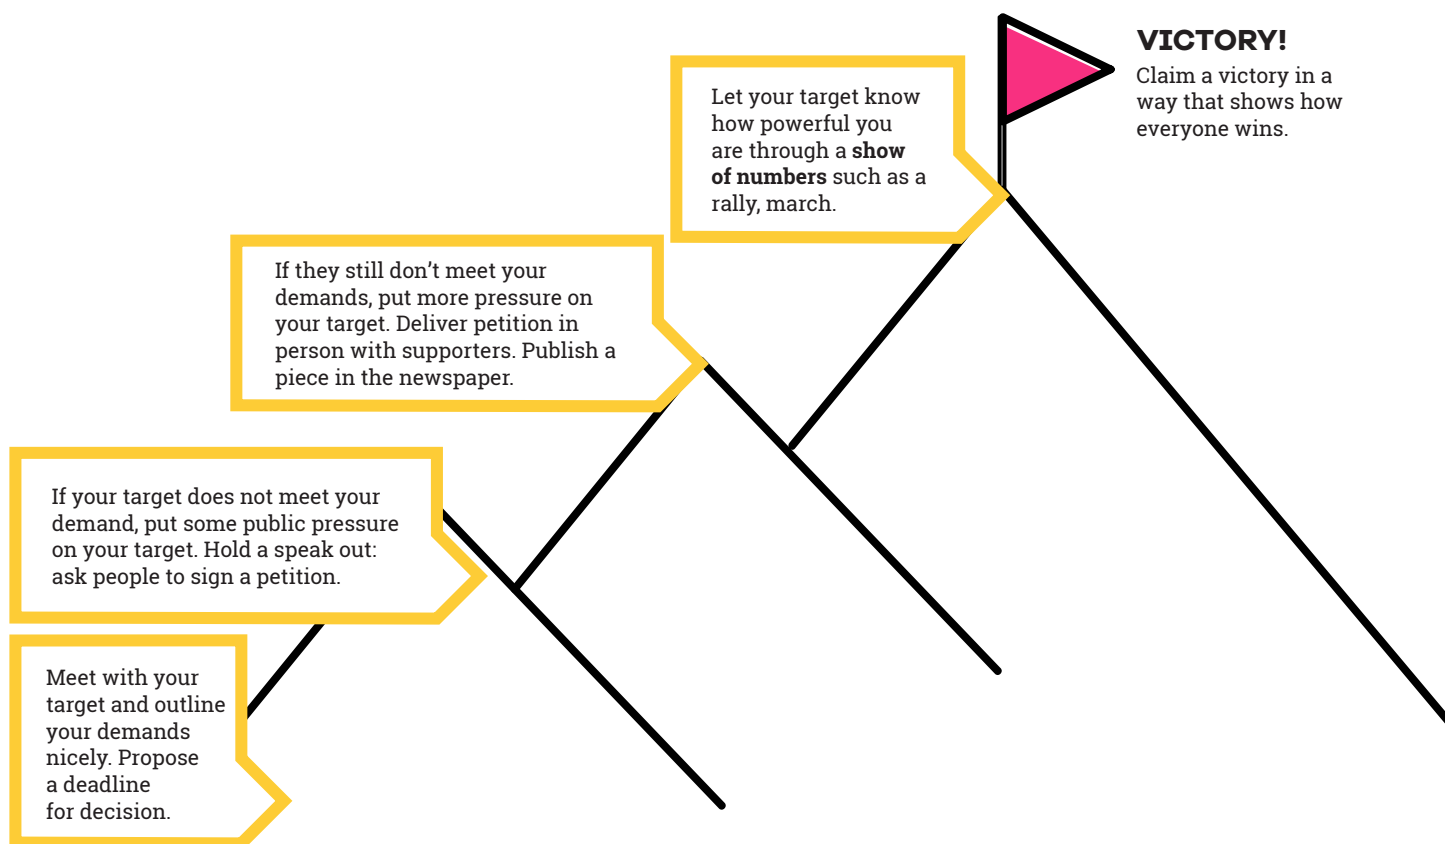 VICTORY!
Claim a victory in a
way that shows how
everyone wins.
Let your target know
how powerful you
are through a show
of numbers such as a
rally, march.
If they still don’t meet your
demands, put more pressure on
your target. Deliver petition in
person with supporters. Publish a
piece in the newspaper.
If your target does not meet your
demand, put some public pressure
on your target. Hold a speak out:
ask people to sign a petition.
Meet with your
target and outline
your demands
nicely. Propose
a deadline
for decision.